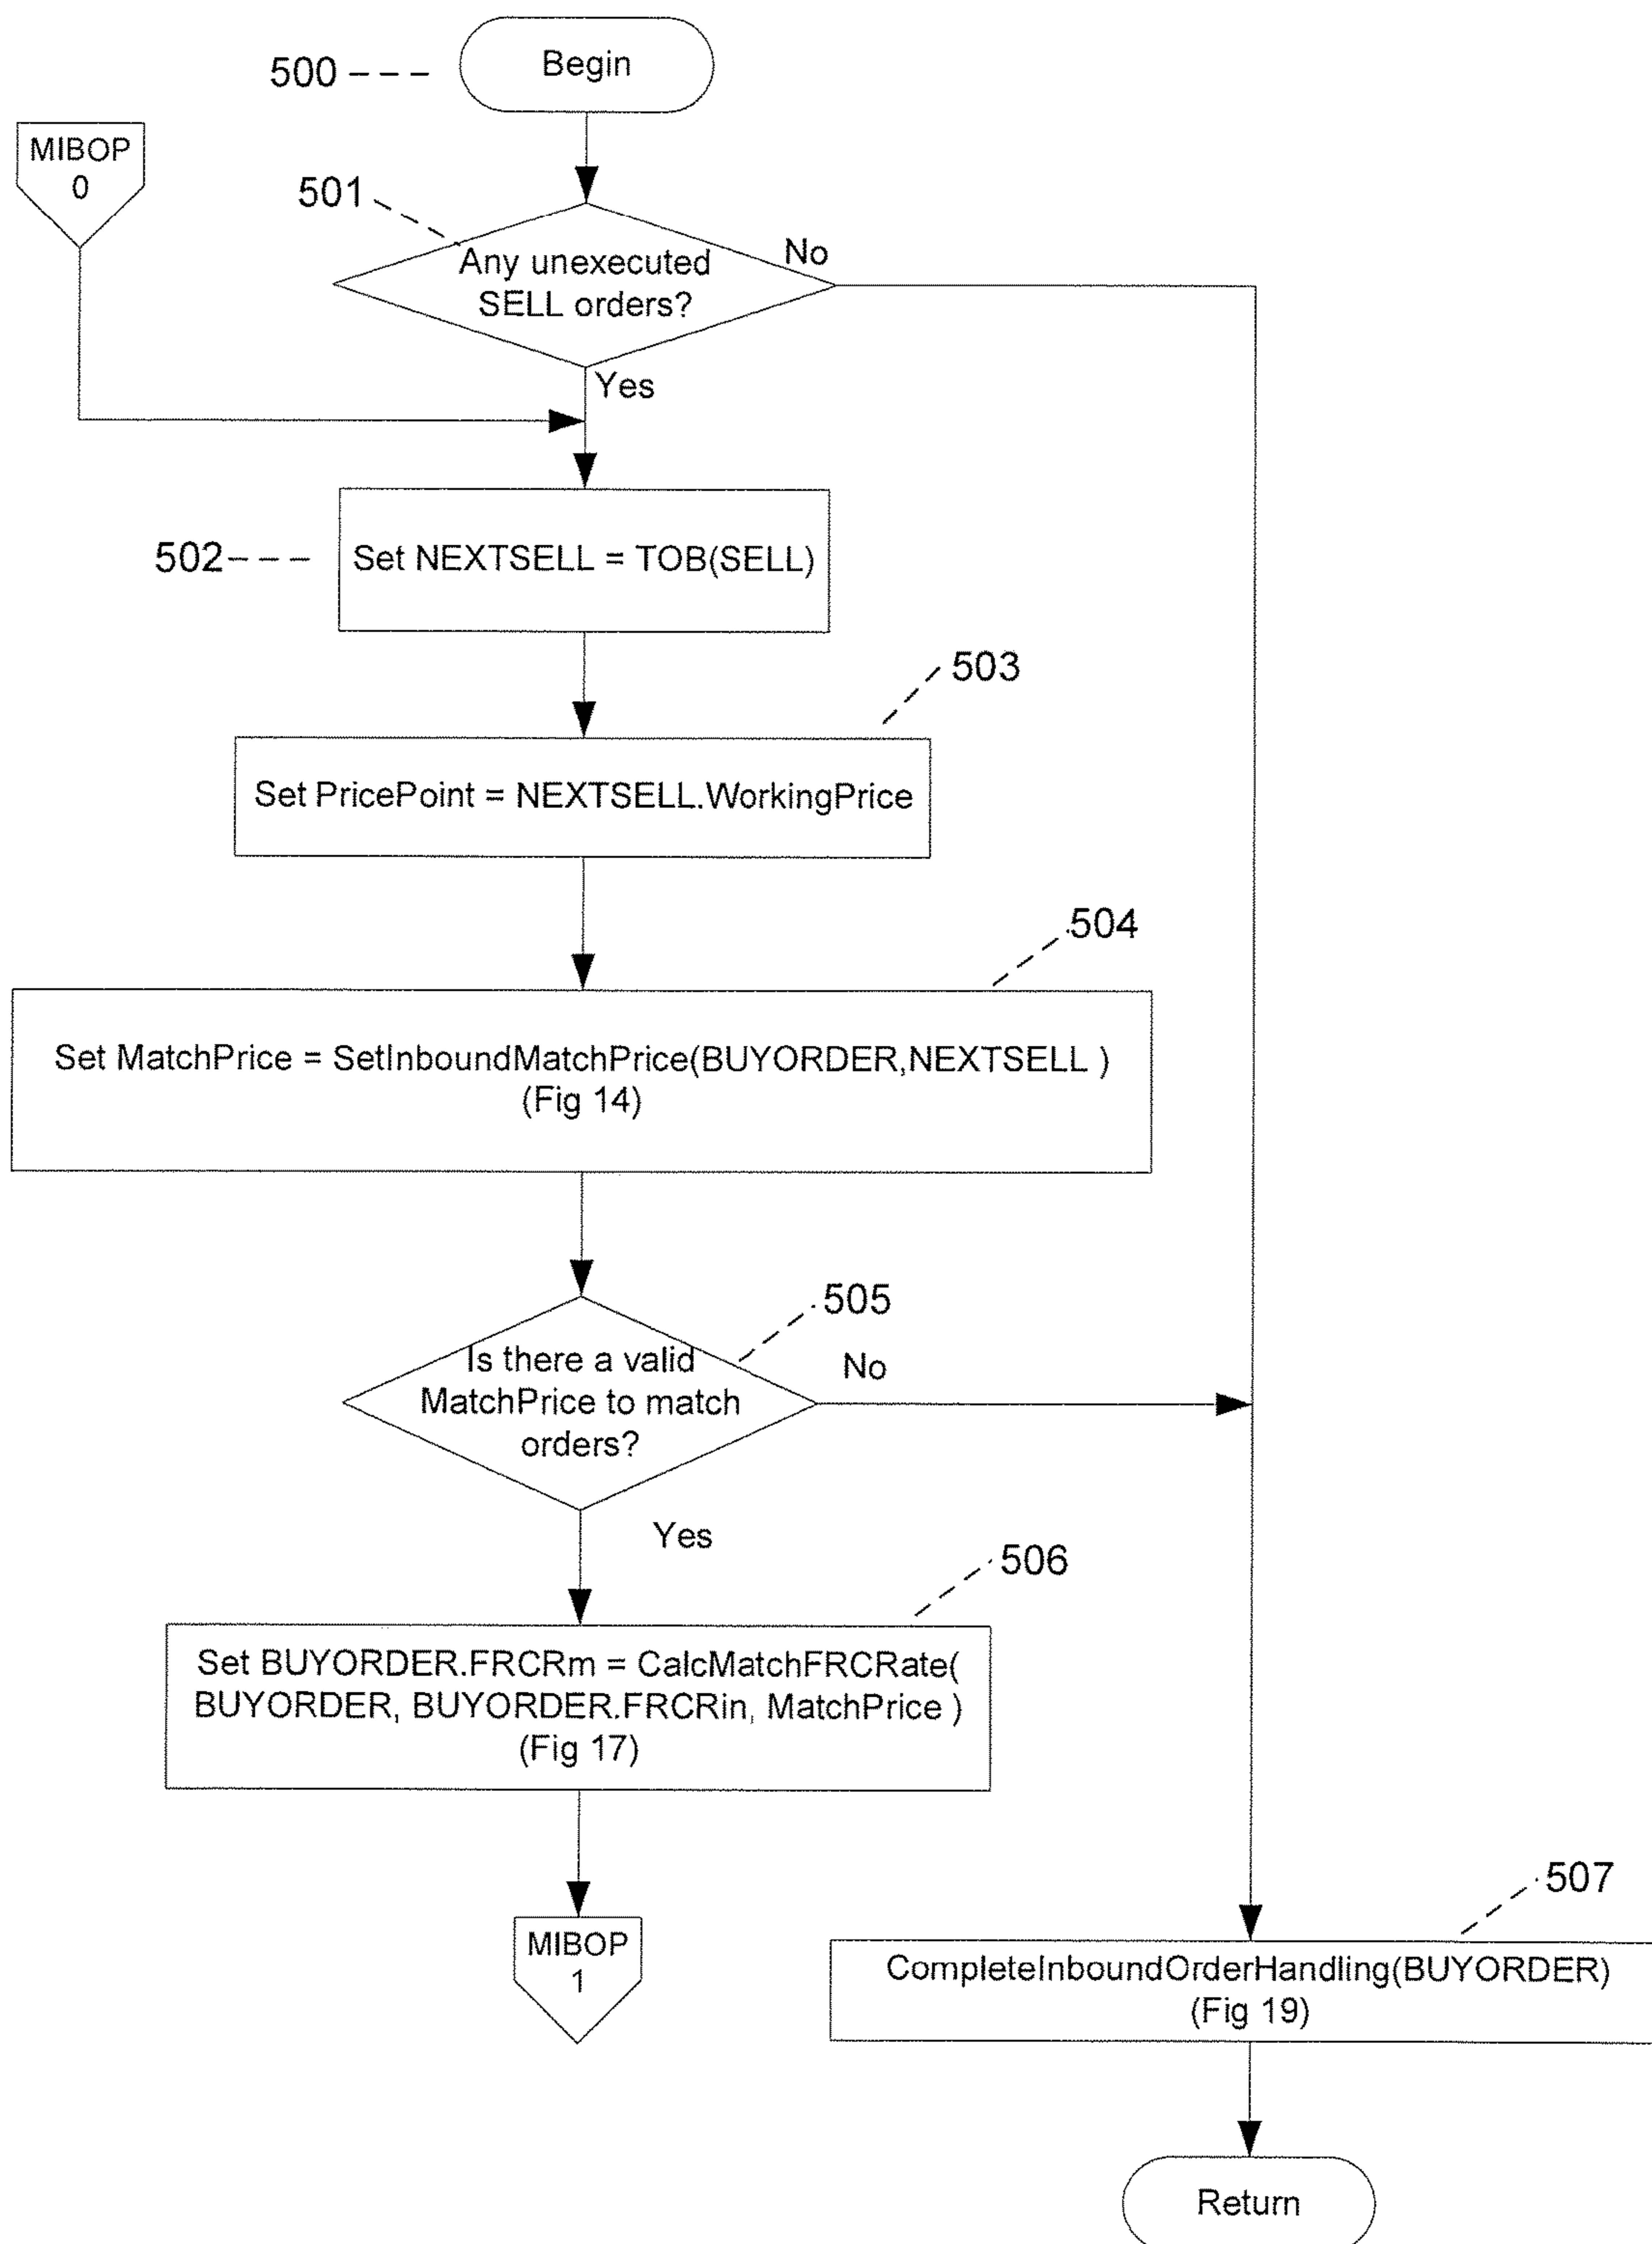 500
Begin
MIBOP
0
501
Any unexecuted
SELL orders?
No
Yes
502
Set NEXTSELL = TOB(SELL)
503
Set PricePoint = NEXTSELL.WorkingPrice
504
Set MatchPrice = SetInboundMatchPrice(BUYORDER,NEXTSELL )
(Fig 14)
505
Is there a valid
MatchPrice to match
orders?
No
Yes
506
Set BUYORDER.FRCRm = CalcMatchFRCRate(
BUYORDER, BUYORDER.FRCRin, MatchPrice )
(Fig 17)
MIBOP
1
507
CompleteInboundOrderHandling(BUYORDER)
(Fig 19)
Return